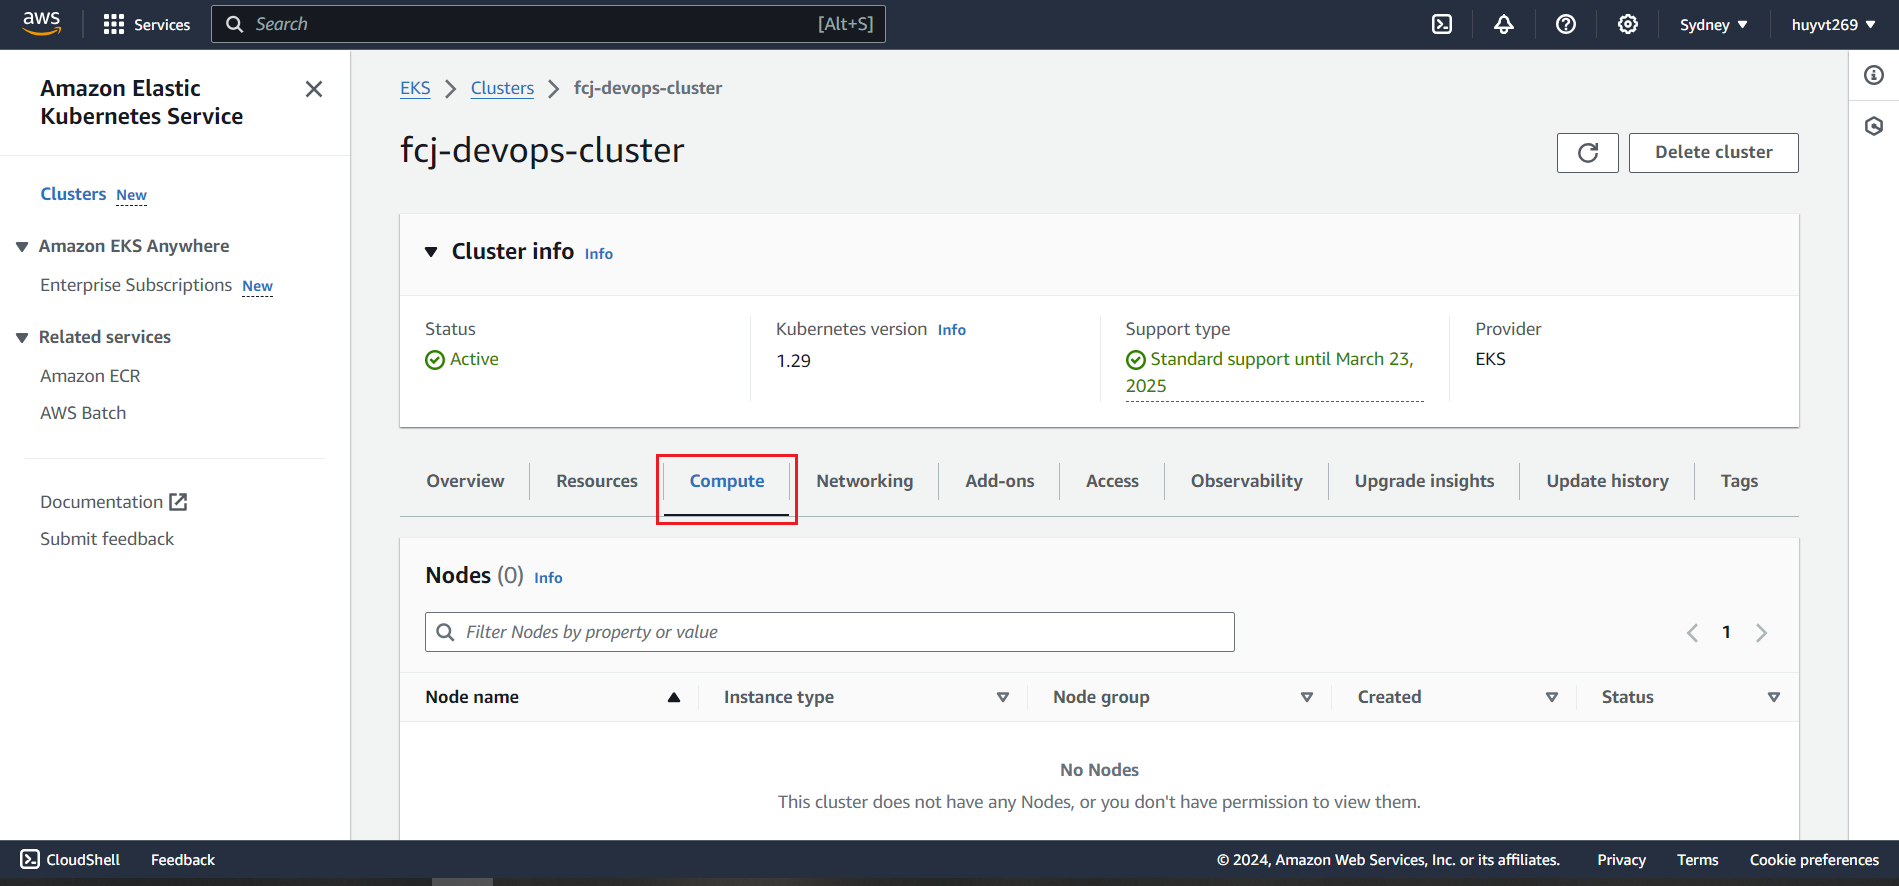 aws
Services
Search
[Alt+S]
Sydney
huyvt269
Amazon Elastic
Kubernetes Service
Clusters New
Amazon EKS Anywhere
Enterprise Subscriptions New
Related services
Amazon ECR
AWS Batch
Documentation
Submit feedback
EKS
Clusters
fcj-devops-cluster
fcj-devops-cluster
Delete cluster
Cluster info Info
Status
Active
Kubernetes version Info
1.29
Support type
Standard support until March 23,
2025
Provider
EKS
Overview
Resources
Compute
Networking
Add-ons
Access
Observability
Upgrade insights
Update history
Tags
Nodes (0) Info
Filter Nodes by property or value
1
Node name
Instance type
Node group
Created
Status
No Nodes
This cluster does not have any Nodes, or you don't have permission to view them.
CloudShell
Feedback
© 2024, Amazon Web Services, Inc. or its affiliates.
Privacy
Terms
Cookie preferences